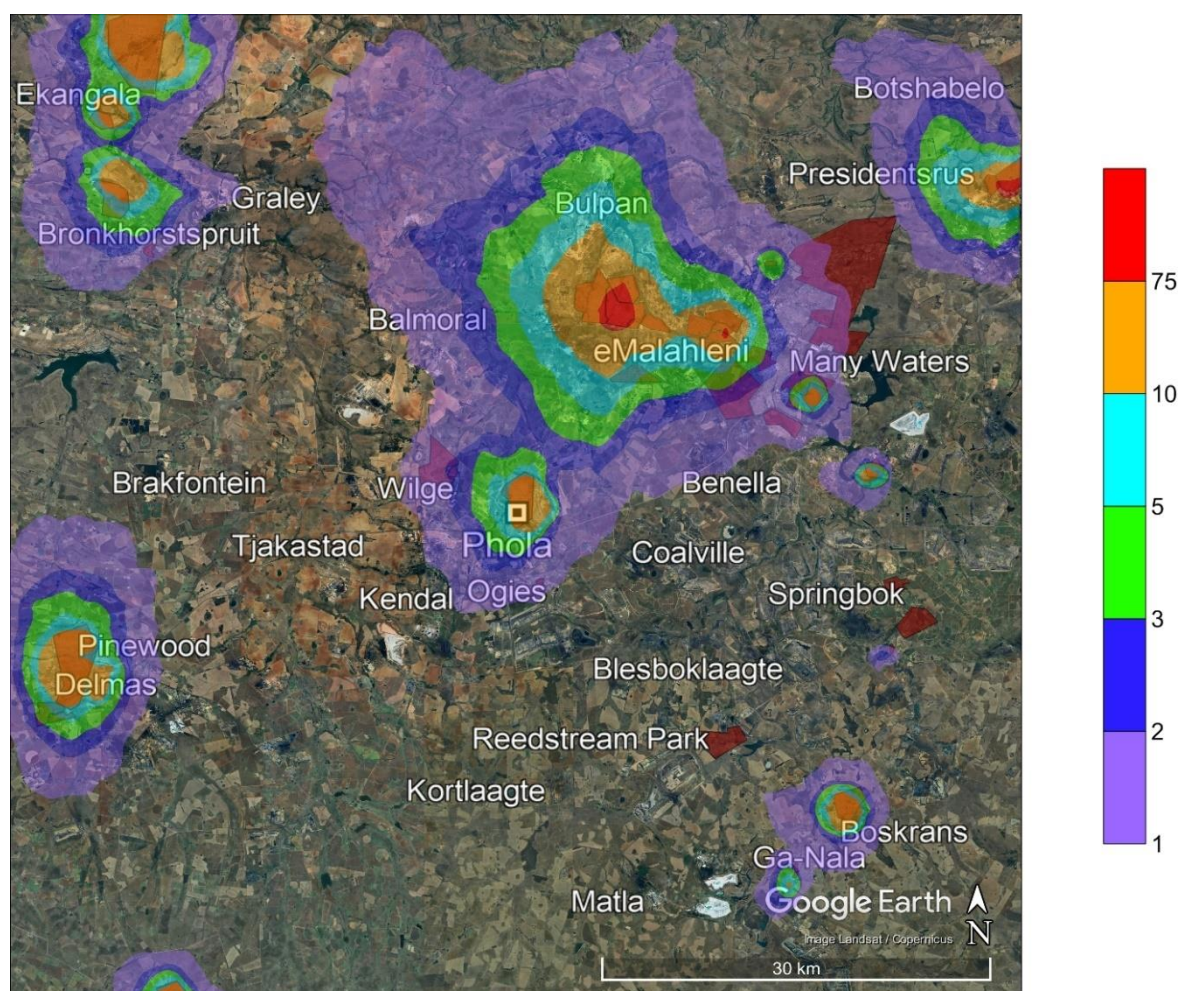 Botshabelo
Ekangala
Presidentsrus
Graley
Bulpan
Bronkhorstspruit
75
Balmoral
eMalahleni
Many Waters
10
Brakfontein
Wilge
Benella
5
Tjakastad
Phola
Coalville
Kendal
Ogies
Springbok
3
Pinewood
Blesboklaagte
Delmas
2
Reedstream Park
Kortlaagte
Boskrans
1
Ga-Nala
Matla
Google Earth
N
Image Landsat / Copernicus
30 km